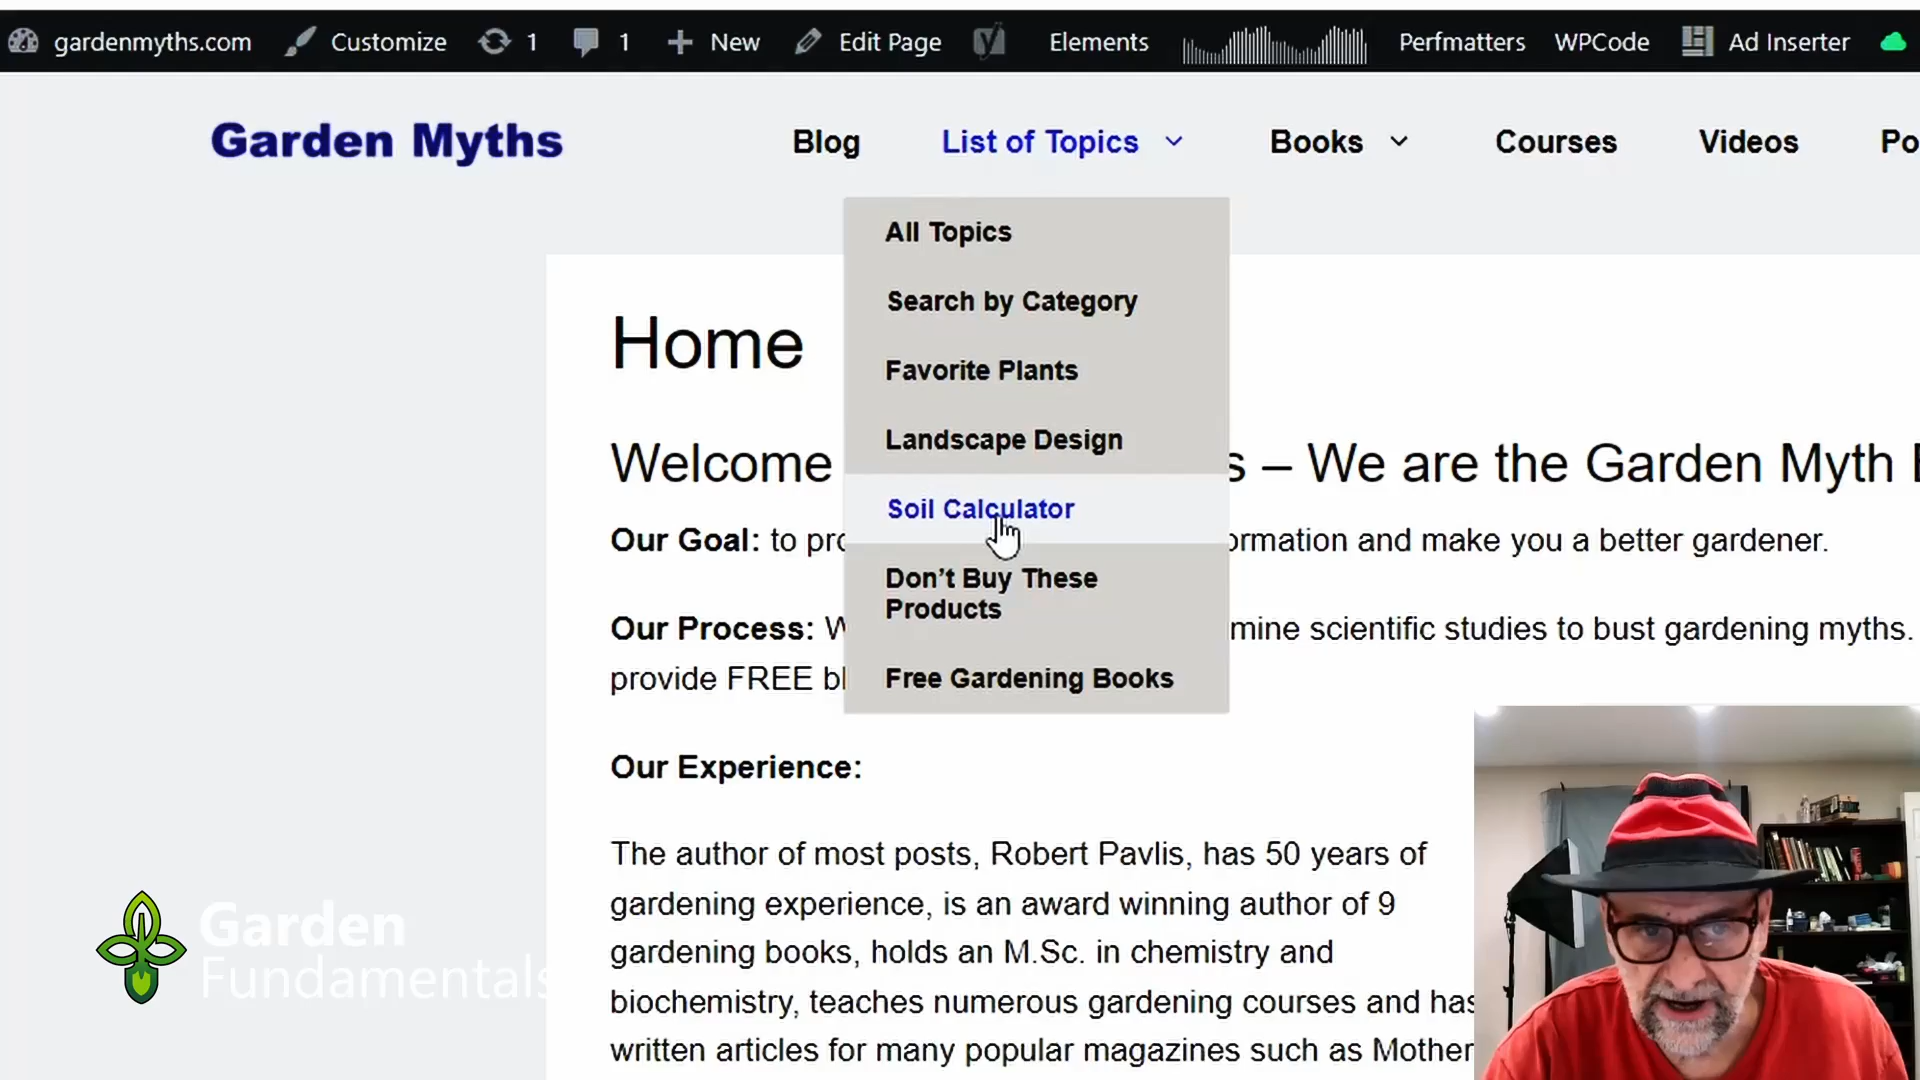 gardenmyths.com Customize 1 1 New Edit Page Elements Perfmatters WPCode Ad Inserter
Garden Myths Blog List of Topics Books Courses Videos Po
All Topics
Search by Category
Favorite Plants
Landscape Design
Soil Calculator
Don't Buy These
Products
Free Gardening Books
Home
Welcome s – We are the Garden Myth
Our Goal: to pro ormation and make you a better gardener.
Our Process: W mine scientific studies to bust gardening myths.
provide FREE bl
Our Experience:
The author of most posts, Robert Pavlis, has 50 years of
gardening experience, is an award winning author of 9
gardening books, holds an M.Sc. in chemistry and
biochemistry, teaches numerous gardening courses and has
written articles for many popular magazines such as Mother
Garden
Fundamentals